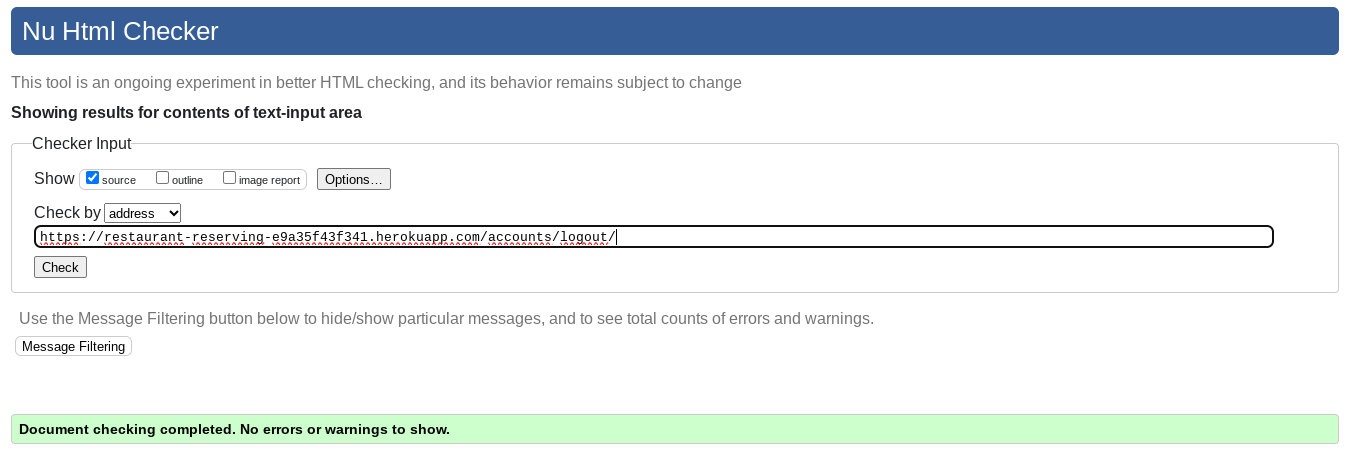 Nu Html Checker
This tool is an ongoing experiment in better HTML checking, and its behavior remains subject to change
Showing results for contents of text-input area
Checker Input
Show source outline image report Options...
Check by address
https://restaurant-reserving-e9a35f43f341.herokuapp.com/accounts/logout/
Check
Use the Message Filtering button below to hide/show particular messages, and to see total counts of errors and warnings.
Message Filtering
Document checking completed. No errors or warnings to show.